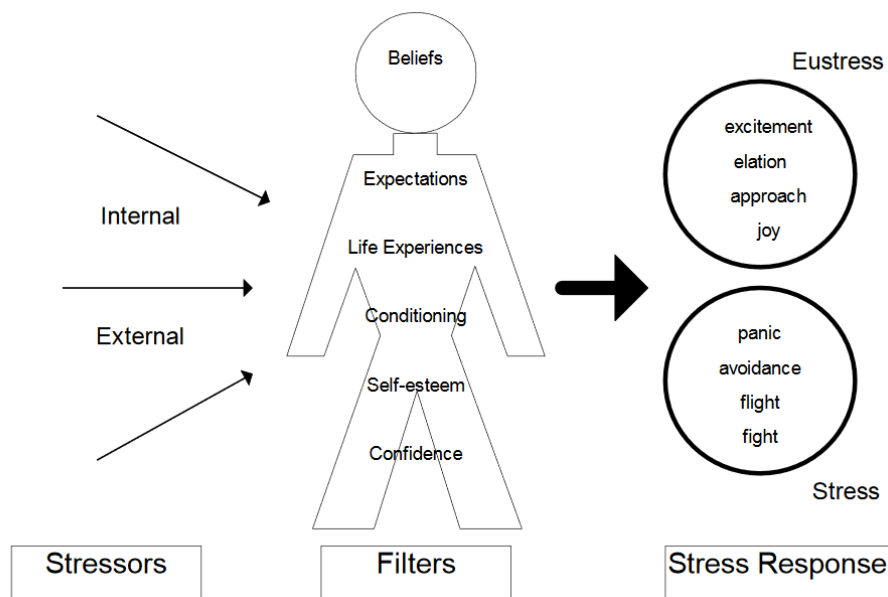 Internal
External
Beliefs
Expectations
Life Experiences
Conditioning
Self-esteem
Confidence
Eustress
excitement
elation
approach
joy
panic
avoidance
flight
fight
Stress
Stressors
Filters
Stress Response